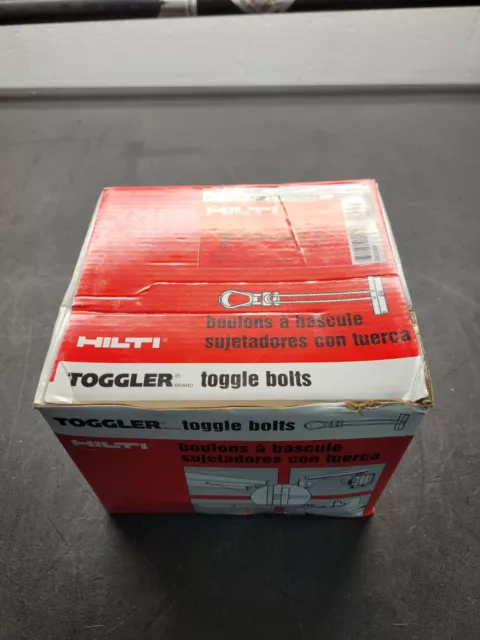 HILTI
boulons à bascule
HILTI sujetadores con tuerca
TOGGLER® BRAND toggle bolts
TOGGLER® toggle bolts
HILTI boulons à bascule
sujetadores con tuerca